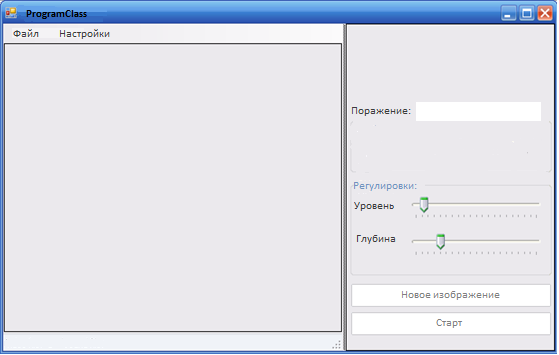 ProgramClass
Файл Настройки
Поражение:
Регулировки:
Уровень
Глубина
Новое изображение
Старт